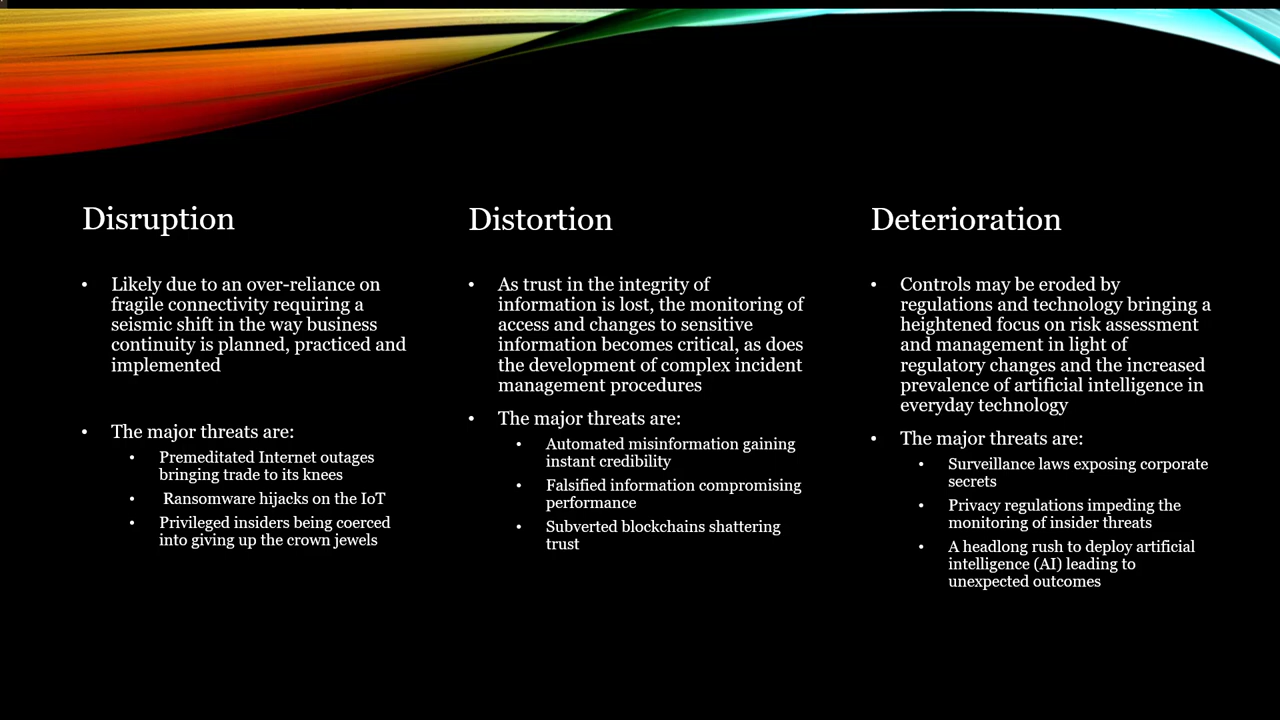 Disruption
• Likely due to an over-reliance on
fragile connectivity requiring a
seismic shift in the way business
continuity is planned, practiced and
implemented
• The major threats are:
• Premeditated Internet outages
bringing trade to its knees
• Ransomware hijacks on the IoT
• Privileged insiders being coerced
into giving up the crown jewels
Distortion
• As trust in the integrity of
information is lost, the monitoring of
access and changes to sensitive
information becomes critical, as does
the development of complex incident
management procedures
• The major threats are:
• Automated misinformation gaining
instant credibility
• Falsified information compromising
performance
• Subverted blockchains shattering
trust
Deterioration
• Controls may be eroded by
regulations and technology bringing a
heightened focus on risk assessment
and management in light of
regulatory changes and the increased
prevalence of artificial intelligence in
everyday technology
• The major threats are:
• Surveillance laws exposing corporate
secrets
• Privacy regulations impeding the
monitoring of insider threats
• A headlong rush to deploy artificial
intelligence (AI) leading to
unexpected outcomes